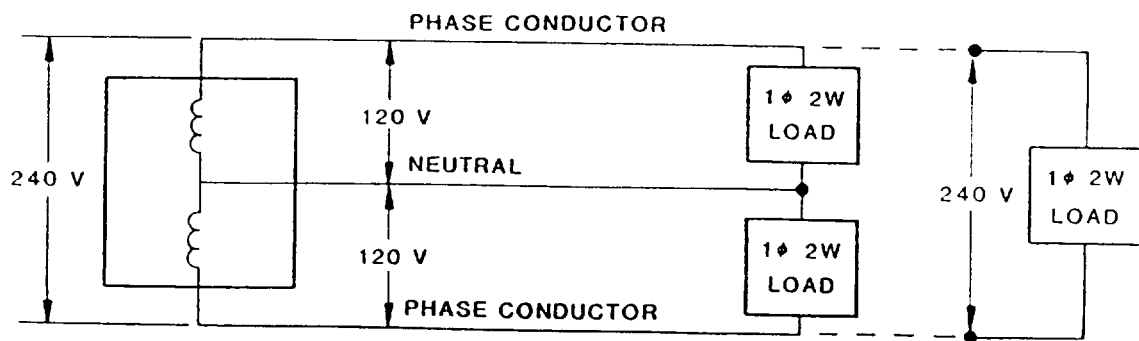 PHASE CONDUCTOR
1ϕ 2W
LOAD
120 V
NEUTRAL
240 V
240 V
1ϕ 2W
LOAD
1ϕ 2W
LOAD
120 V
PHASE CONDUCTOR